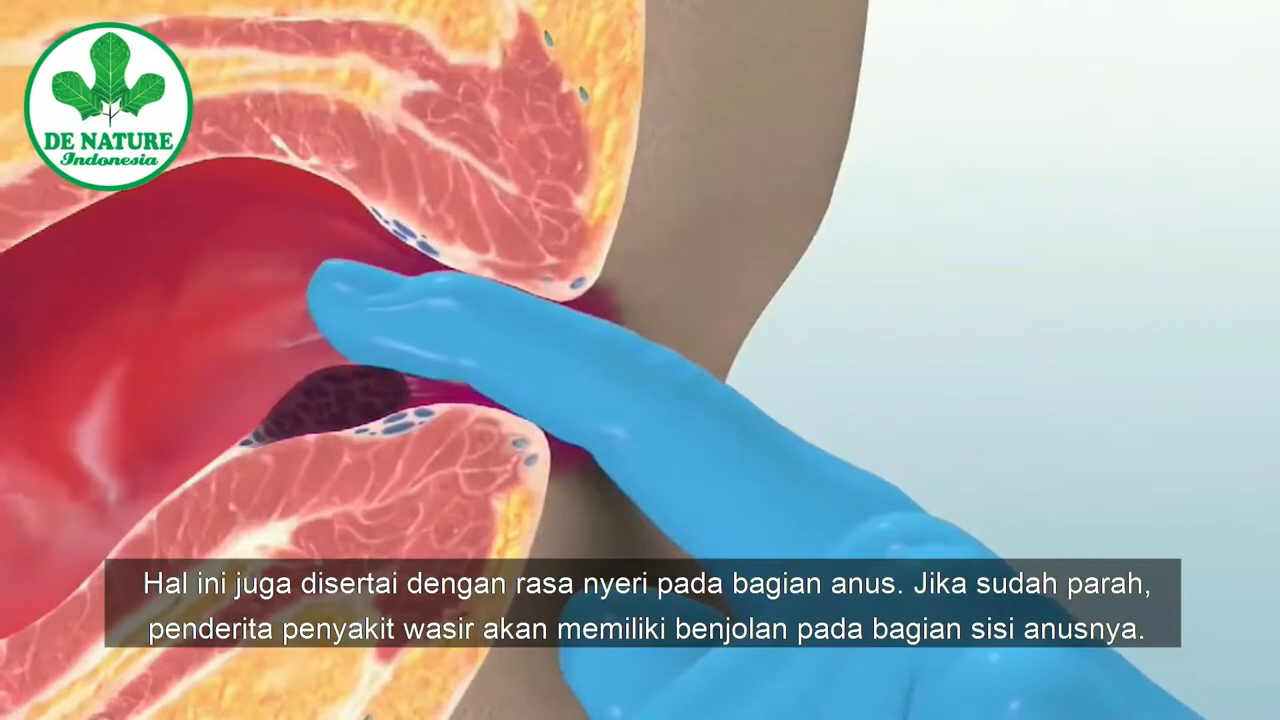 DE NATURE
Indonesia
Hal ini juga disertai dengan rasa nyeri pada bagian anus. Jika sudah parah,
penderita penyakit wasir akan memiliki benjolan pada bagian sisi anusnya.